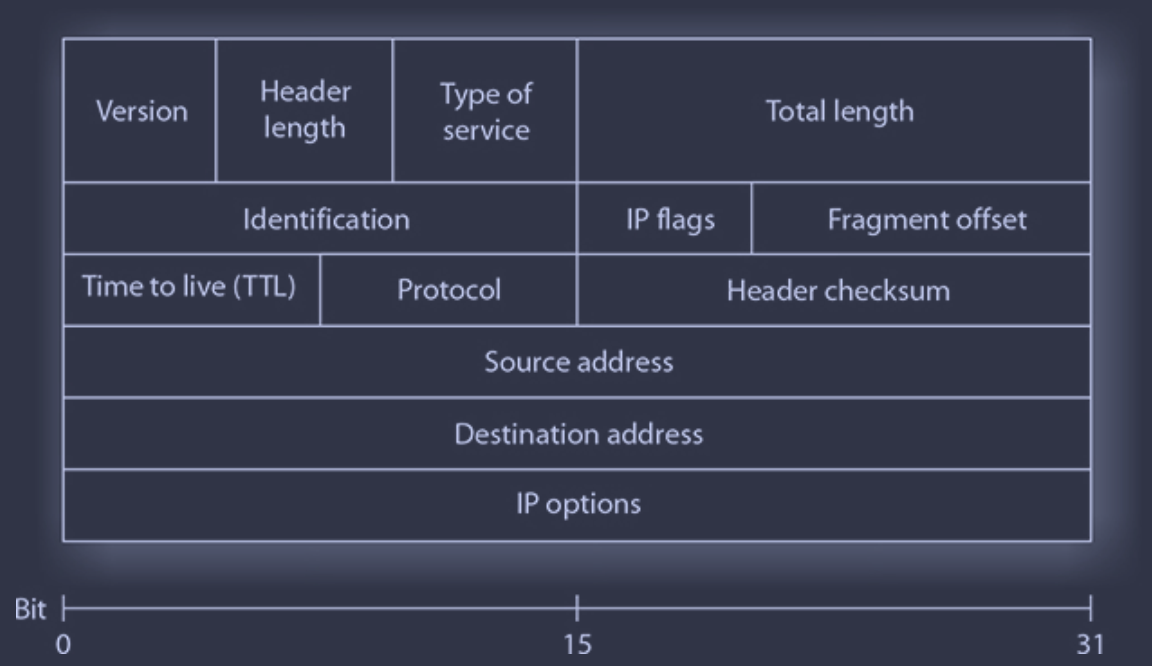 Version
Header
length
Type of
service
Total length
Identification
IP flags
Fragment offset
Time to live (TTL)
Protocol
Header checksum
Source address
Destination address
IP options
Bit
0
15
31